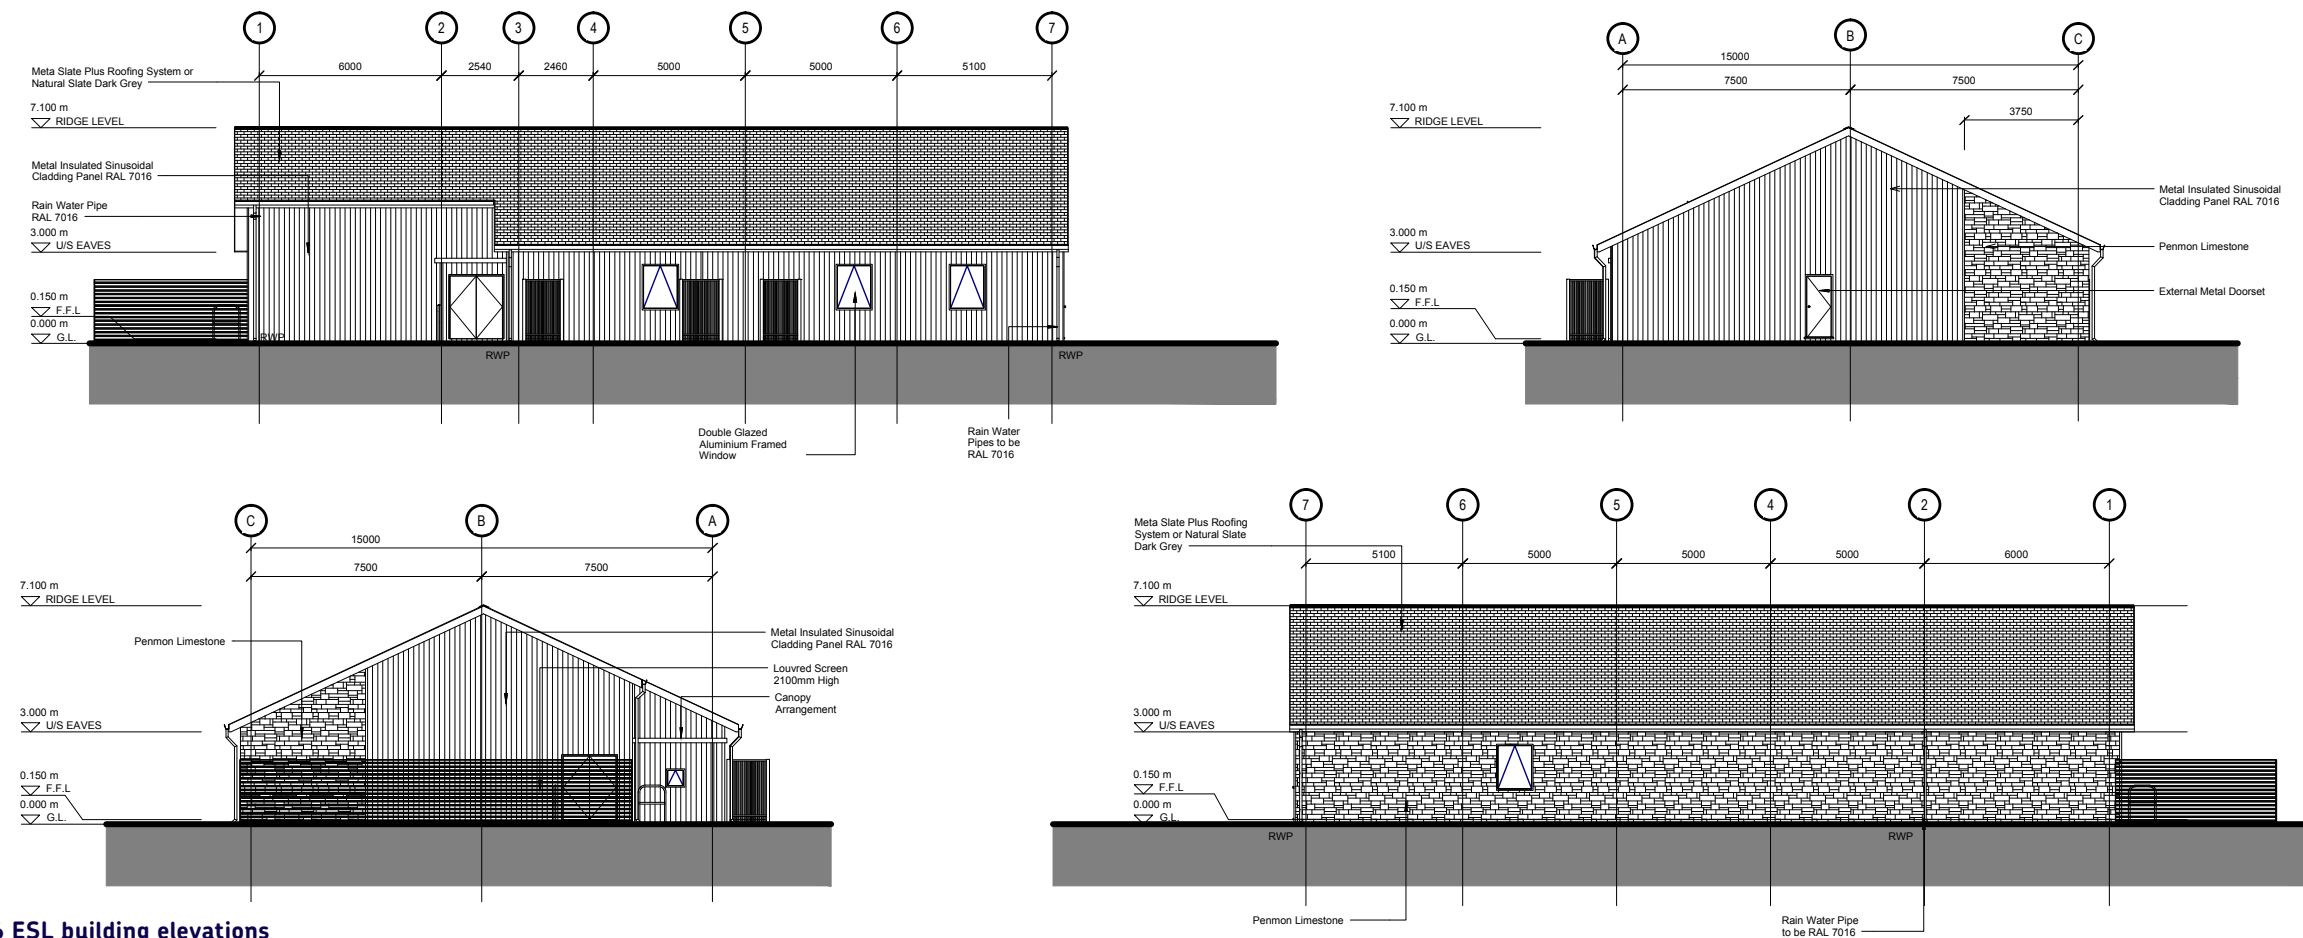 1 2 3 4 5 6 7
6000 2540 2460 5000 5000 5100
Meta Slate Plus Roofing System or
Natural Slate Dark Grey
7.100 m
RIDGE LEVEL
Metal Insulated Sinusoidal
Cladding Panel RAL 7016
Rain Water Pipe
RAL 7016
3.000 m
U/S EAVES
0.150 m
F.F.L
0.000 m
G.L.
RWP
RWP
RWP
Double Glazed
Aluminium Framed
Window
Rain Water
Pipes to be
RAL 7016
A B C
15000
7500 7500
3750
7.100 m
RIDGE LEVEL
3.000 m
U/S EAVES
0.150 m
F.F.L
0.000 m
G.L.
Metal Insulated Sinusoidal
Cladding Panel RAL 7016
Penmon Limestone
External Metal Doorset
C B A
15000
7500 7500
7.100 m
RIDGE LEVEL
Penmon Limestone
3.000 m
U/S EAVES
0.150 m
F.F.L
0.000 m
G.L.
Metal Insulated Sinusoidal
Cladding Panel RAL 7016
Louvred Screen
2100mm High
Canopy
Arrangement
7 6 5 4 2 1
Meta Slate Plus Roofing
System or Natural Slate
Dark Grey
5100 5000 5000 5000 6000
7.100 m
RIDGE LEVEL
3.000 m
U/S EAVES
0.150 m
F.F.L
0.000 m
G.L.
RWP
RWP
Penmon Limestone
Rain Water Pipe
to be RAL 7016
ESL building elevations